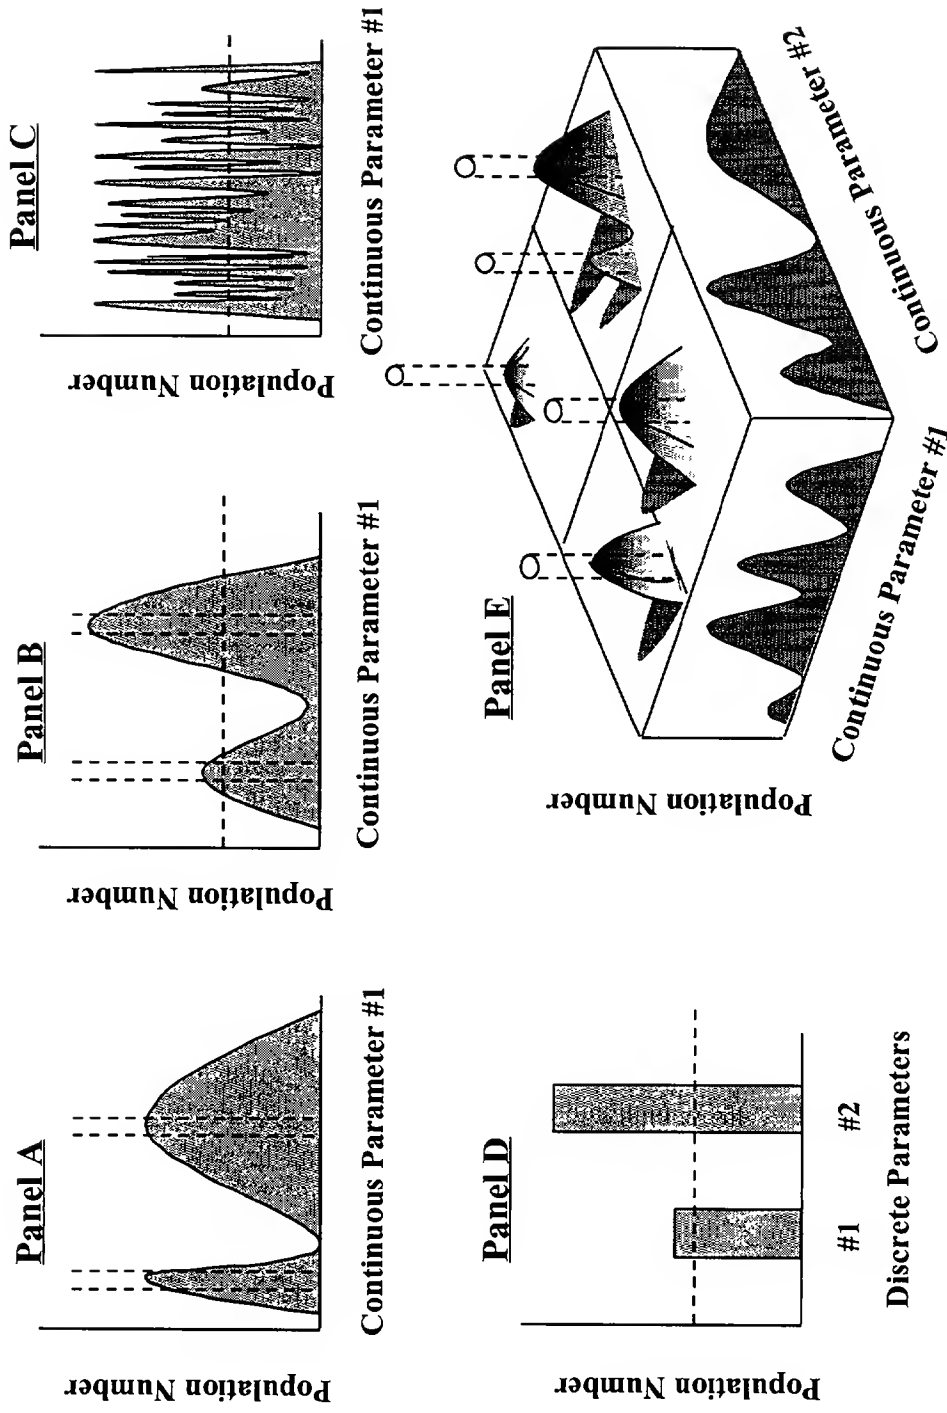 Panel A
Population Number
Continuous Parameter #1
Panel B
Population Number
Continuous Parameter #1
Panel C
Population Number
Continuous Parameter #1
Panel D
Population Number
#1
#2
Discrete Parameters
Panel E
Population Number
Continuous Parameter #1
Continuous Parameter #2